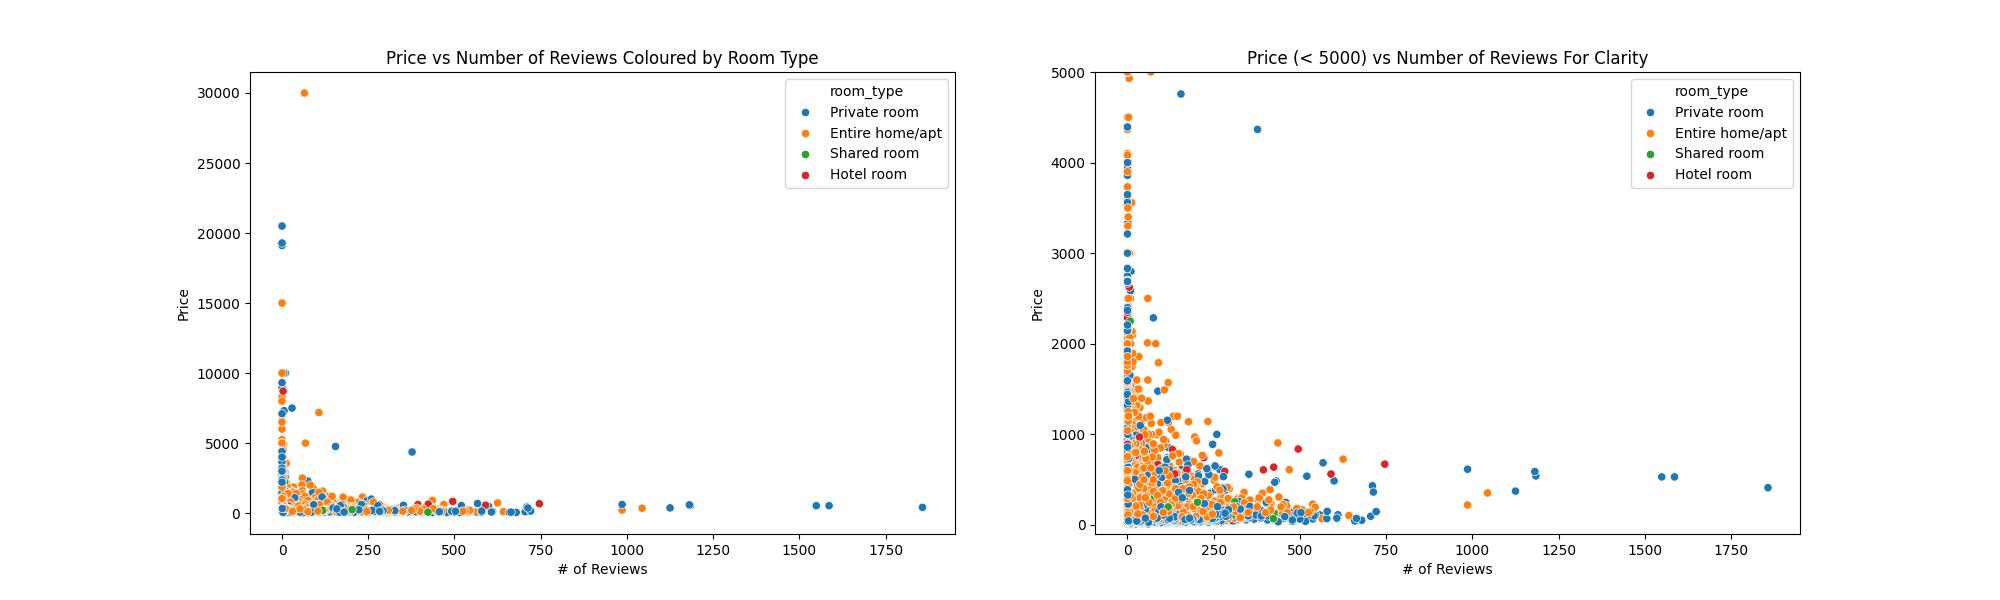 Price vs Number of Reviews Coloured by Room Type
30000
25000
20000
15000
10000
5000
0
Price
0 250 500 750 1000 1250 1500 1750
# of Reviews
room_type
Private room
Entire home/apt
Shared room
Hotel room
Price (< 5000) vs Number of Reviews For Clarity
5000
4000
3000
2000
1000
0
Price
0 250 500 750 1000 1250 1500 1750
# of Reviews
room_type
Private room
Entire home/apt
Shared room
Hotel room